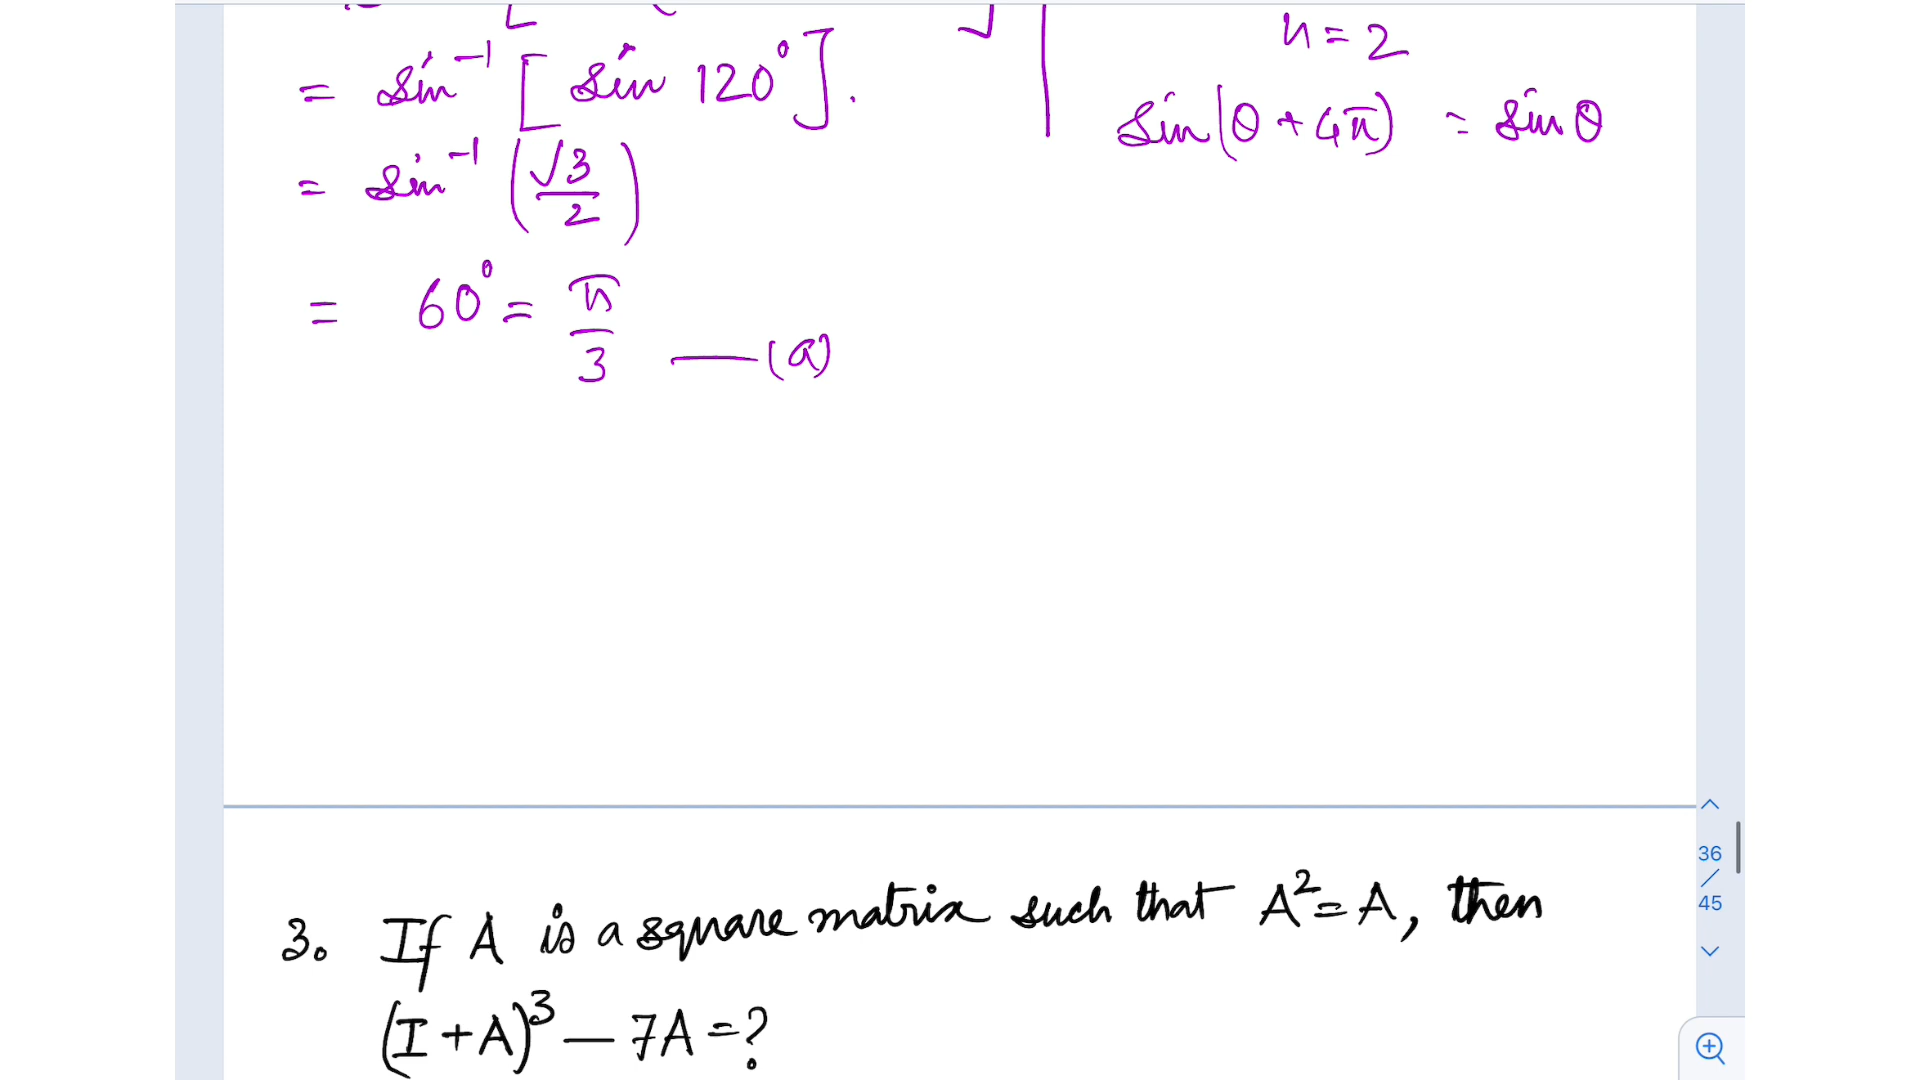 = sin⁻¹ [ sin 120° ].
= sin⁻¹ (√3/2)
= 60° = π/3 —(a)
n = 2
sin(θ + 4π) = sin θ
36
/
45
3. If A is a square matrix such that A² = A, then
(I + A)³ – 7A = ?